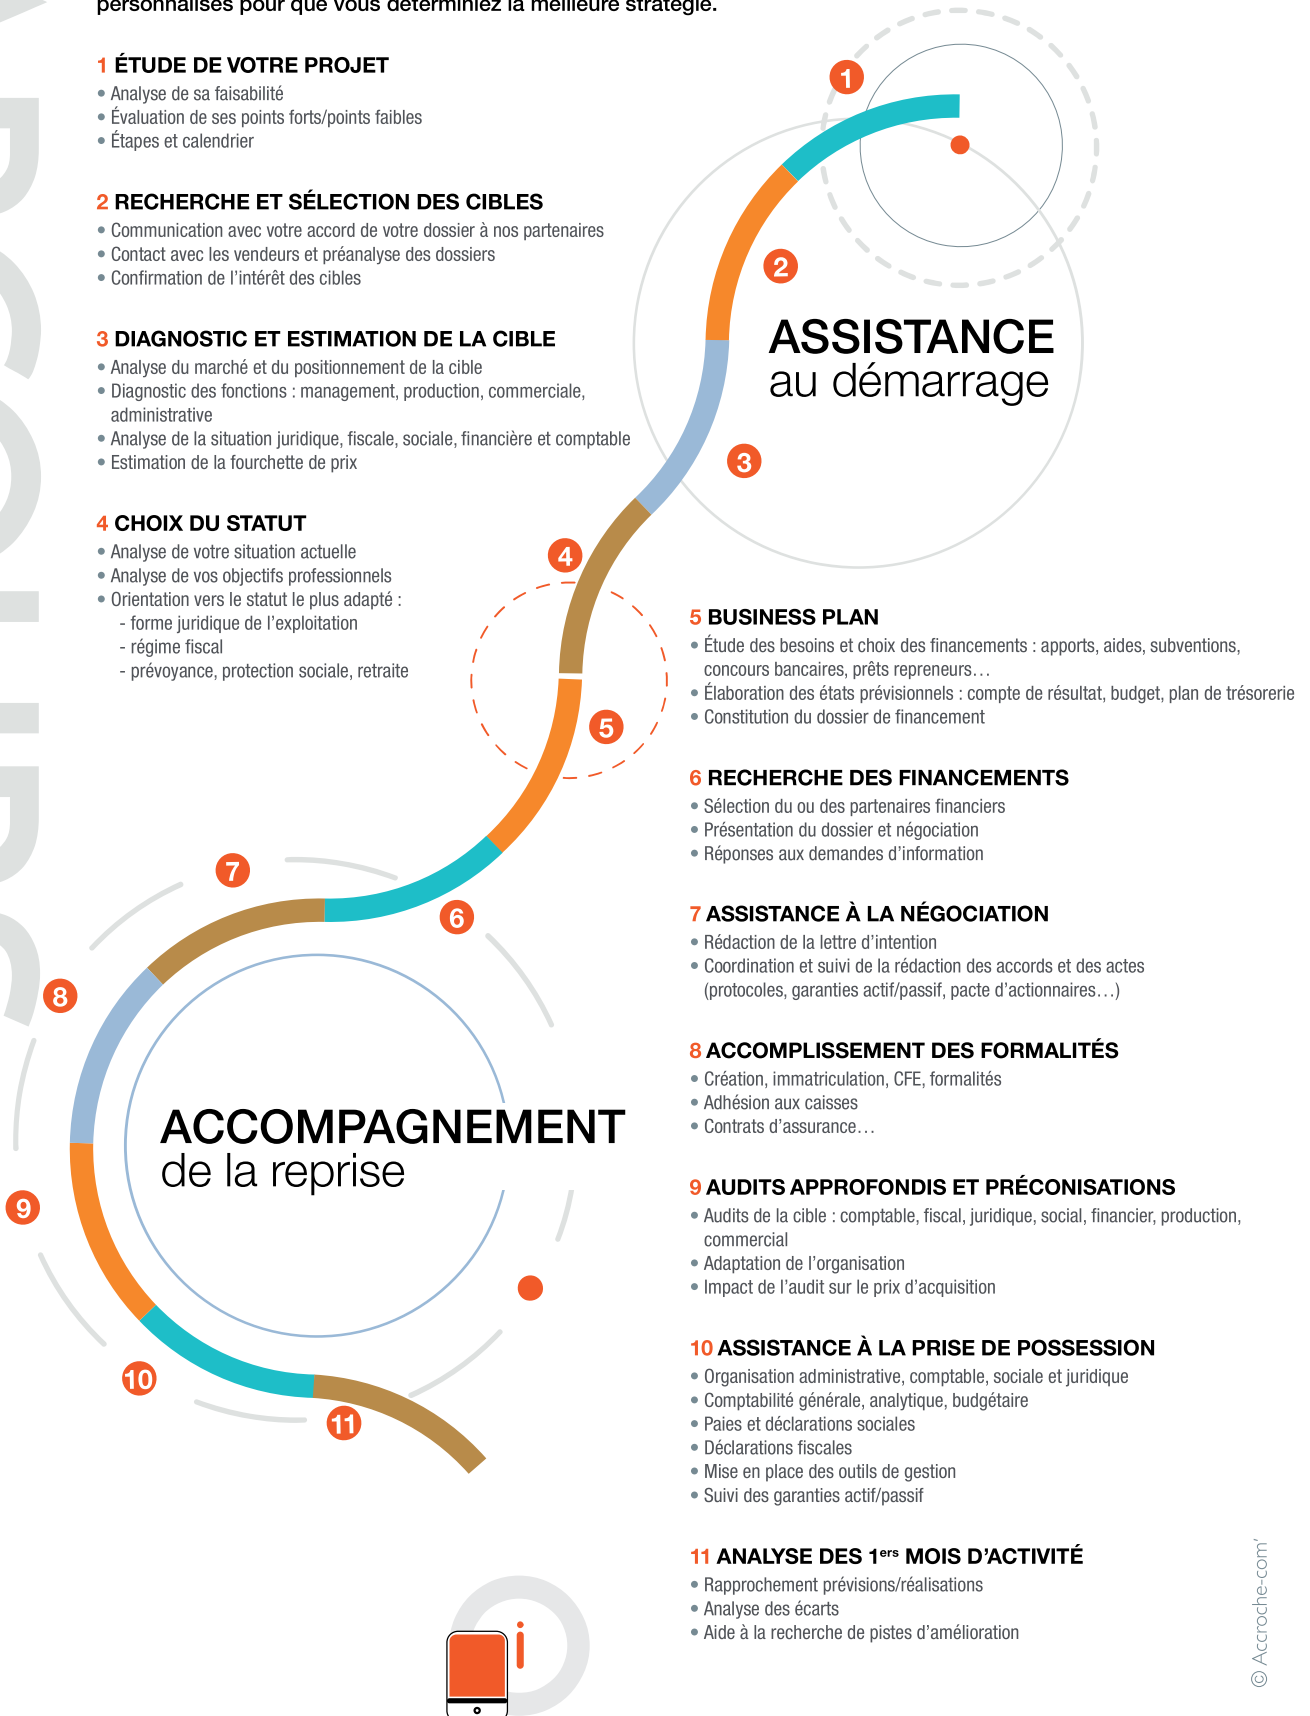 personnalisés pour que vous déterminiez la meilleure stratégie.
1 ÉTUDE DE VOTRE PROJET
• Analyse de sa faisabilité
• Évaluation de ses points forts/points faibles
• Étapes et calendrier
2 RECHERCHE ET SÉLECTION DES CIBLES
• Communication avec votre accord de votre dossier à nos partenaires
• Contact avec les vendeurs et préanalyse des dossiers
• Confirmation de l’intérêt des cibles
3 DIAGNOSTIC ET ESTIMATION DE LA CIBLE
• Analyse du marché et du positionnement de la cible
• Diagnostic des fonctions : management, production, commerciale,
administrative
• Analyse de la situation juridique, fiscale, sociale, financière et comptable
• Estimation de la fourchette de prix
4 CHOIX DU STATUT
• Analyse de votre situation actuelle
• Analyse de vos objectifs professionnels
• Orientation vers le statut le plus adapté :
- forme juridique de l’exploitation
- régime fiscal
- prévoyance, protection sociale, retraite
1
2
ASSISTANCE
au démarrage
3
4
5
5 BUSINESS PLAN
• Étude des besoins et choix des financements : apports, aides, subventions,
concours bancaires, prêts repreneurs…
• Élaboration des états prévisionnels : compte de résultat, budget, plan de trésorerie
• Constitution du dossier de financement
6 RECHERCHE DES FINANCEMENTS
• Sélection du ou des partenaires financiers
• Présentation du dossier et négociation
• Réponses aux demandes d’information
7 ASSISTANCE À LA NÉGOCIATION
• Rédaction de la lettre d’intention
• Coordination et suivi de la rédaction des accords et des actes
(protocoles, garanties actif/passif, pacte d’actionnaires…)
8 ACCOMPLISSEMENT DES FORMALITÉS
• Création, immatriculation, CFE, formalités
• Adhésion aux caisses
• Contrats d’assurance…
9 AUDITS APPROFONDIS ET PRÉCONISATIONS
• Audits de la cible : comptable, fiscal, juridique, social, financier, production,
commercial
• Adaptation de l’organisation
• Impact de l’audit sur le prix d’acquisition
10 ASSISTANCE À LA PRISE DE POSSESSION
• Organisation administrative, comptable, sociale et juridique
• Comptabilité générale, analytique, budgétaire
• Paies et déclarations sociales
• Déclarations fiscales
• Mise en place des outils de gestion
• Suivi des garanties actif/passif
11 ANALYSE DES 1ers MOIS D’ACTIVITÉ
• Rapprochement prévisions/réalisations
• Analyse des écarts
• Aide à la recherche de pistes d’amélioration
7
6
8
ACCOMPAGNEMENT
de la reprise
9
10
11
i
© Accroche-com’